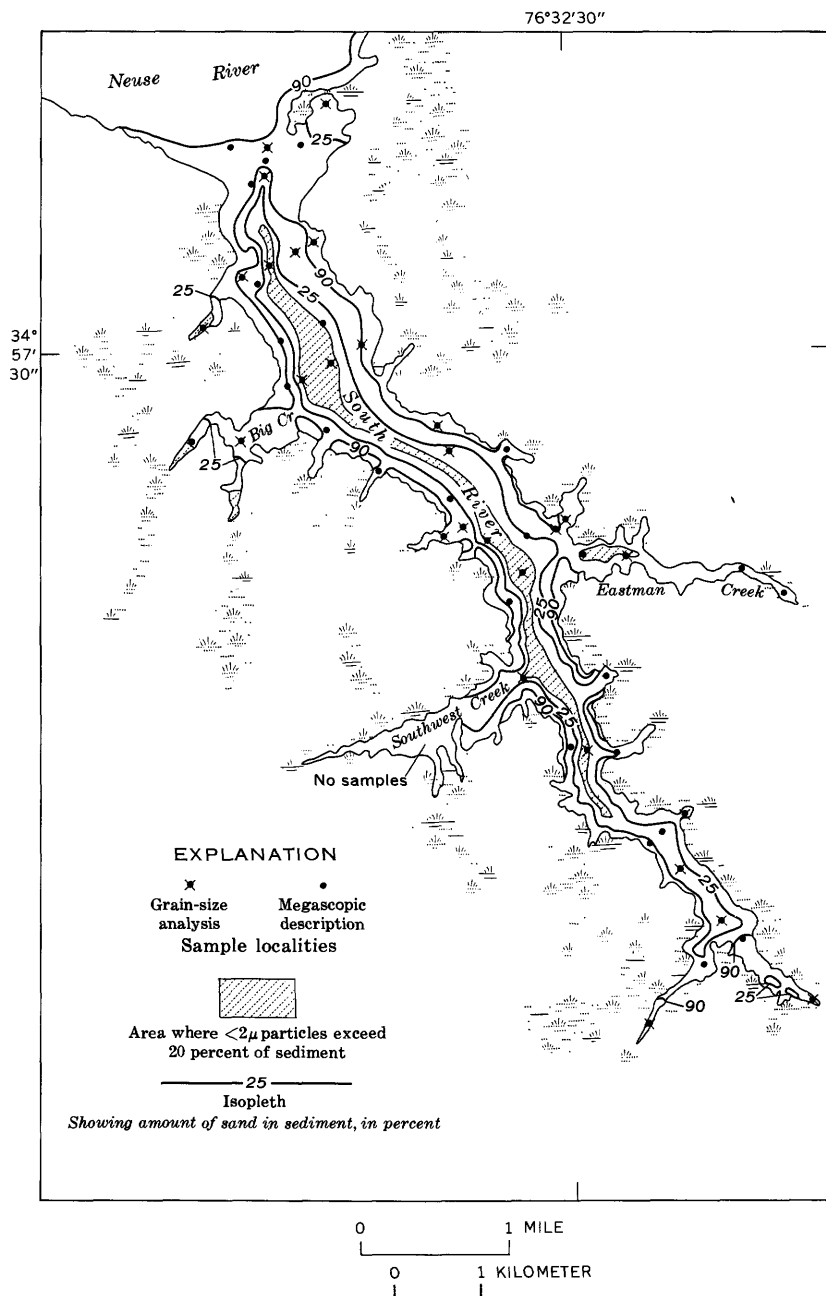 76°32'30"
Neuse River
90
25
90
25
25
34°
57'
30"
South
River
Big Cr
25
90
Eastman Creek
25
90
Southwest Creek
90
25
No samples
25
90
25
90
EXPLANATION
Grain-size analysis
Megascopic description
Sample localities
Area where <2μ particles exceed
20 percent of sediment
25
Isopleth
Showing amount of sand in sediment, in percent
0 1 MILE
0 1 KILOMETER